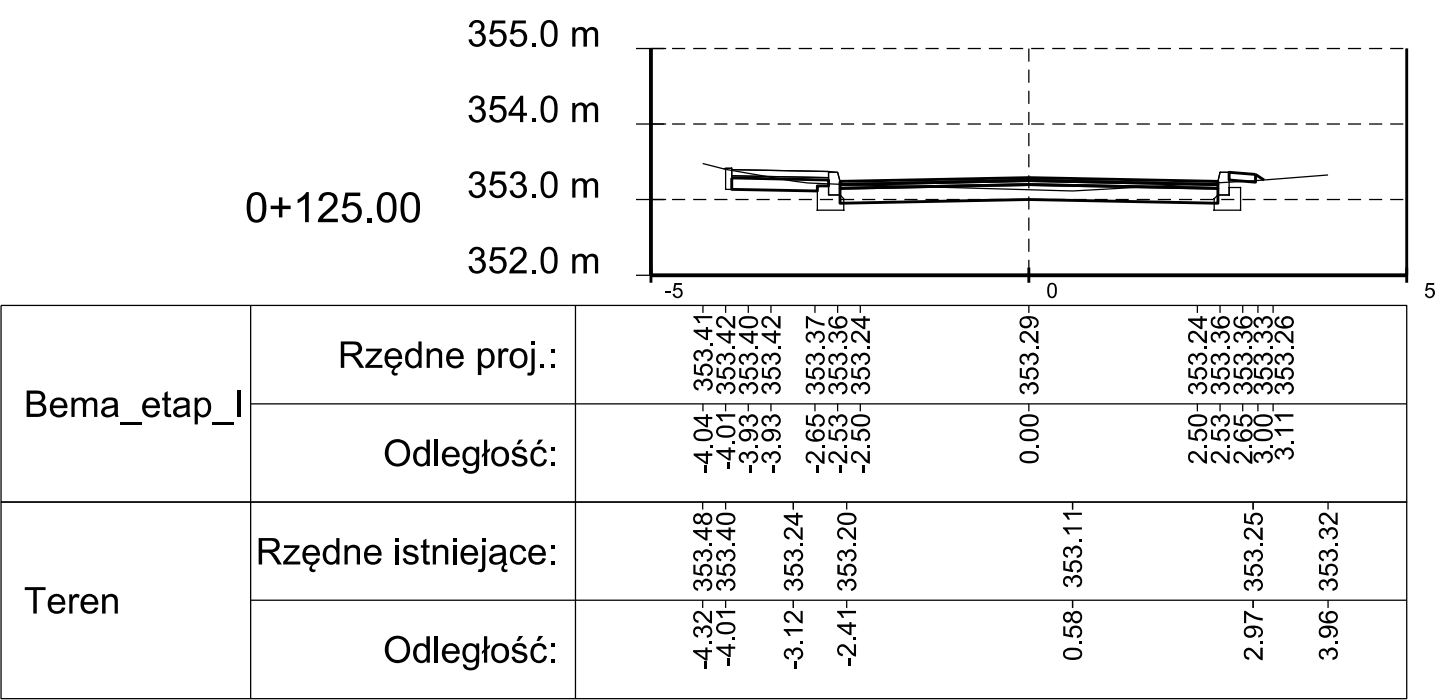 355.0 m
354.0 m
0+125.00
353.0 m
352.0 m
-5 0 5
Bema_etap_I
Rzędne proj.: 353.41 353.42 353.40 353.42 353.37 353.36 353.24 353.29 353.24 353.36 353.36 353.33 353.26
Odległość: -4.04 -4.01 -3.93 -3.93 -2.65 -2.53 -2.50 0.00 2.50 2.53 2.65 3.00 3.11
Teren
Rzędne istniejące: 353.48 353.40 353.24 353.20 353.11 353.25 353.32
Odległość: -4.32 -4.01 -3.12 -2.41 0.58 2.97 3.96